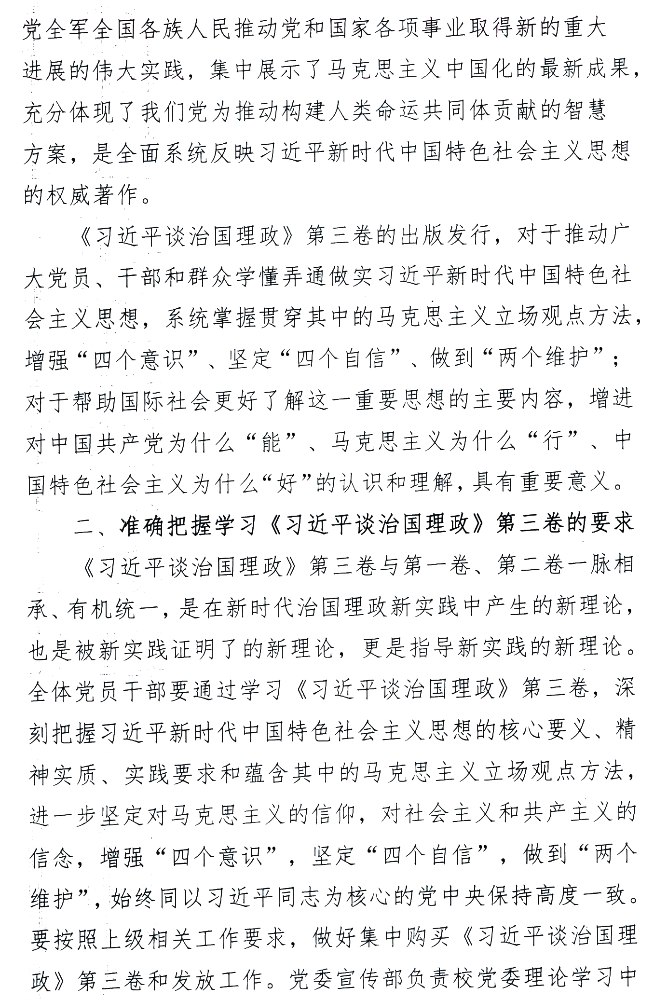 党全军全国各族人民推动党和国家各项事业取得新的重大
进展的伟大实践，集中展示了马克思主义中国化的最新成果，
充分体现了我们党为推动构建人类命运共同体贡献的智慧
方案，是全面系统反映习近平新时代中国特色社会主义思想
的权威著作。
《习近平谈治国理政》第三卷的出版发行，对于推动广
大党员、干部和群众学懂弄通做实习近平新时代中国特色社
会主义思想，系统掌握贯穿其中的马克思主义立场观点方法，
增强“四个意识”、坚定“四个自信”、做到“两个维护”；
对于帮助国际社会更好了解这一重要思想的主要内容，增进
对中国共产党为什么“能”、马克思主义为什么“行”、中
国特色社会主义为什么“好”的认识和理解，具有重要意义。
二、准确把握学习《习近平谈治国理政》第三卷的要求
《习近平谈治国理政》第三卷与第一卷、第二卷一脉相
承、有机统一，是在新时代治国理政新实践中产生的新理论，
也是被新实践证明了的新理论，更是指导新实践的新理论。
全体党员干部要通过学习《习近平谈治国理政》第三卷，深
刻把握习近平新时代中国特色社会主义思想的核心要义、精
神实质、实践要求和蕴含其中的马克思主义立场观点方法，
进一步坚定对马克思主义的信仰，对社会主义和共产主义的
信念，增强“四个意识”，坚定“四个自信”，做到“两个
维护”，始终同以习近平同志为核心的党中央保持高度一致。
要按照上级相关工作要求，做好集中购买《习近平谈治国理
政》第三卷和发放工作。党委宣传部负责校党委理论学习中